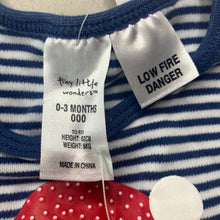 tiny little
wonders
0-3 MONTHS
000
TO FIT
HEIGHT: 62CM
WEIGHT: 6KG
MADE IN CHINA
LOW FIRE
DANGER